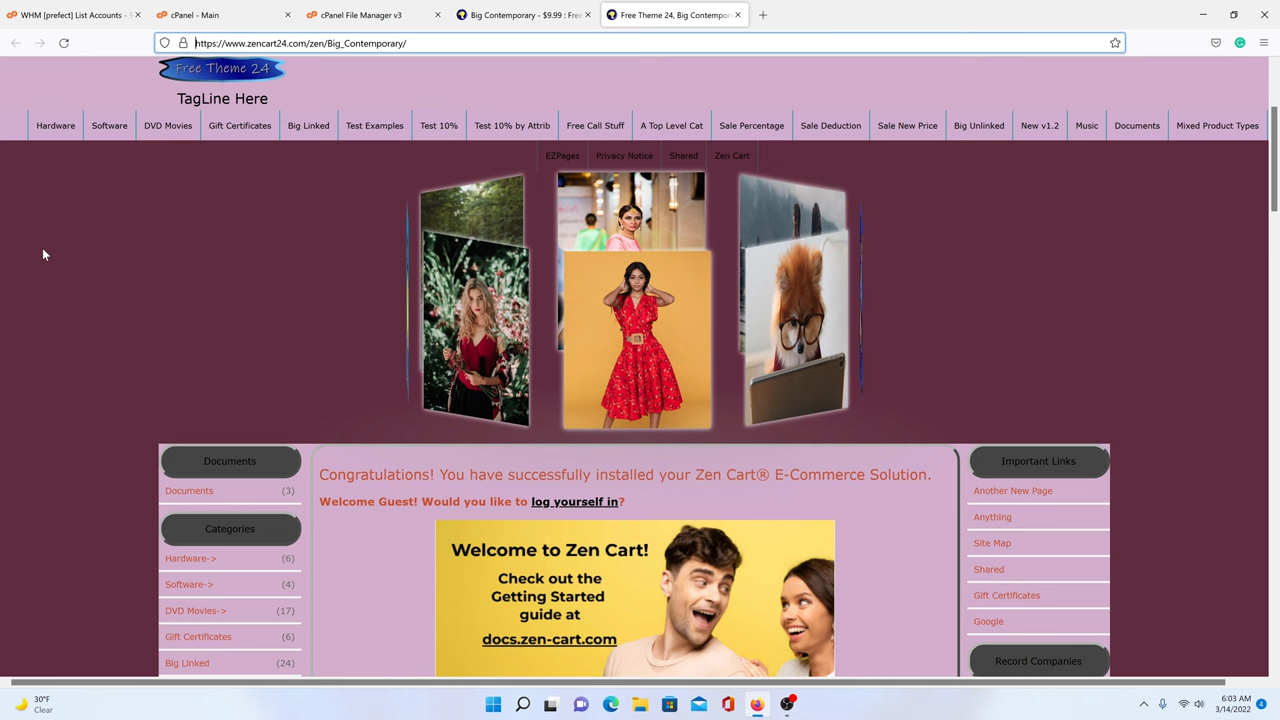 WHM [prefect] List Accounts - 9
cPanel - Main
cPanel File Manager v3
Big Contemporary - $9.99 : Free
Free Theme 24, Big Contempor
https://www.zencart24.com/zen/Big_Contemporary/
Free Theme 24
TagLine Here
Hardware
Software
DVD Movies
Gift Certificates
Big Linked
Test Examples
Test 10%
Test 10% by Attrib
Free Call Stuff
A Top Level Cat
Sale Percentage
Sale Deduction
Sale New Price
Big Unlinked
New v1.2
Music
Documents
Mixed Product Types
EZPages
Privacy Notice
Shared
Zen Cart
Documents
Documents (3)
Categories
Hardware-> (6)
Software-> (4)
DVD Movies-> (17)
Gift Certificates (6)
Big Linked (24)
Congratulations! You have successfully installed your Zen Cart® E-Commerce Solution.
Welcome Guest! Would you like to log yourself in?
Welcome to Zen Cart!
Check out the
Getting Started
guide at
docs.zen-cart.com
Important Links
Another New Page
Anything
Site Map
Shared
Gift Certificates
Google
Record Companies
30°F
Clear
6:03 AM
3/14/2022
4